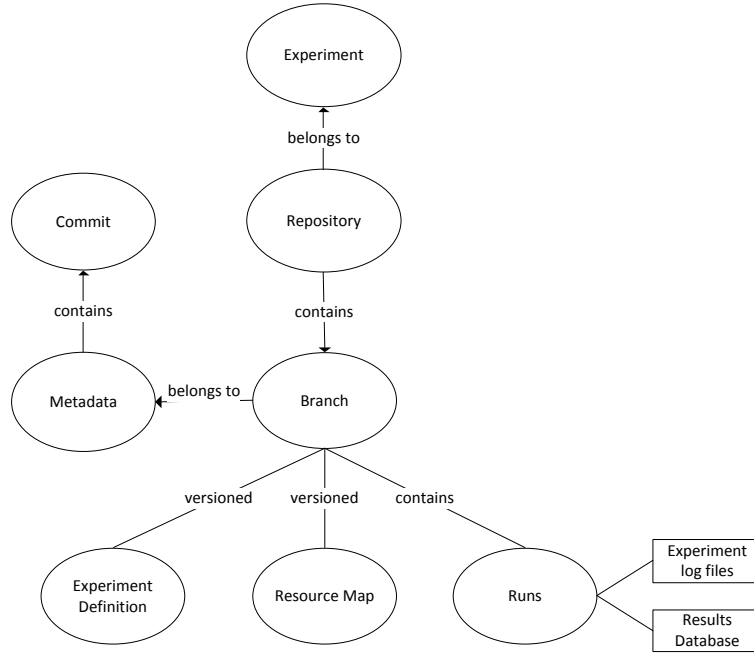 Experiment
belongs to
Commit
Repository
contains
contains
Metadata
belongs to
Branch
versioned
versioned
contains
Experiment
Definition
Resource Map
Runs
Experiment
log files
Results
Database